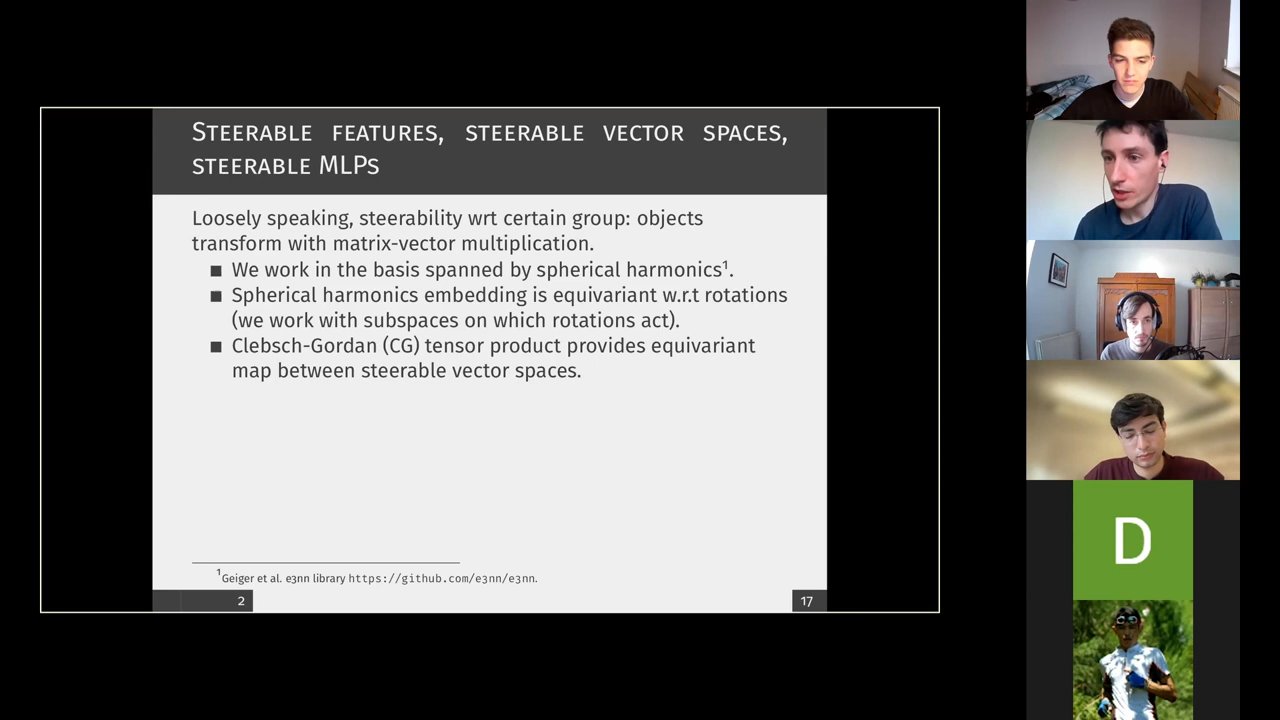 Steerable features, steerable vector spaces,
steerable MLPs
Loosely speaking, steerability wrt certain group: objects
transform with matrix-vector multiplication.
■ We work in the basis spanned by spherical harmonics¹.
■ Spherical harmonics embedding is equivariant w.r.t rotations
(we work with subspaces on which rotations act).
■ Clebsch-Gordan (CG) tensor product provides equivariant
map between steerable vector spaces.
¹Geiger et al. e3nn library https://github.com/e3nn/e3nn.
2
17
D